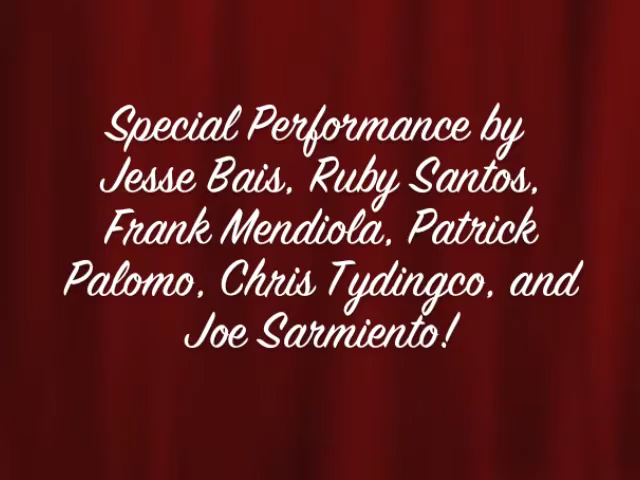 Special Performance by
Jesse Bais, Ruby Santos,
Frank Mendiola, Patrick
Palomo, Chris Tydingco, and
Joe Sarmiento!